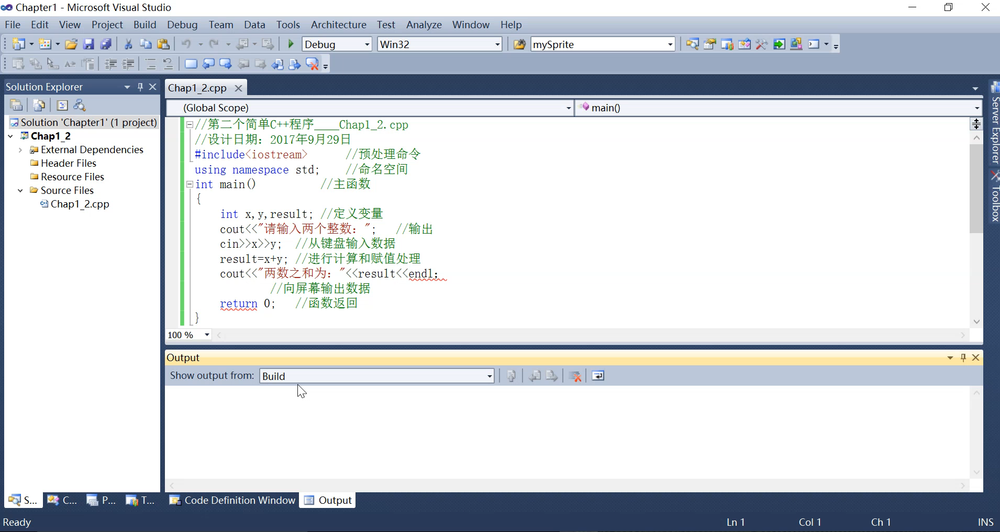 Chapter1 - Microsoft Visual Studio
File Edit View Project Build Debug Team Data Tools Architecture Test Analyze Window Help
Debug Win32 mySprite
Solution Explorer
Solution 'Chapter1' (1 project)
Chap1_2
External Dependencies
Header Files
Resource Files
Source Files
Chap1_2.cpp
Chap1_2.cpp
(Global Scope) main()
//第二个简单C++程序____Chap1_2.cpp
//设计日期：2017年9月29日
#include<iostream> //预处理命令
using namespace std; //命名空间
int main() //主函数
{
int x,y,result; //定义变量
cout<<"请输入两个整数："; //输出
cin>>x>>y; //从键盘输入数据
result=x+y; //进行计算和赋值处理
cout<<"两数之和为："<<result<<endl;
//向屏幕输出数据
return 0; //函数返回
}
100 %
Output
Show output from: Build
S... C... P... T... Code Definition Window Output
Ready Ln 1 Col 1 Ch 1 INS
Server Explorer
Toolbox